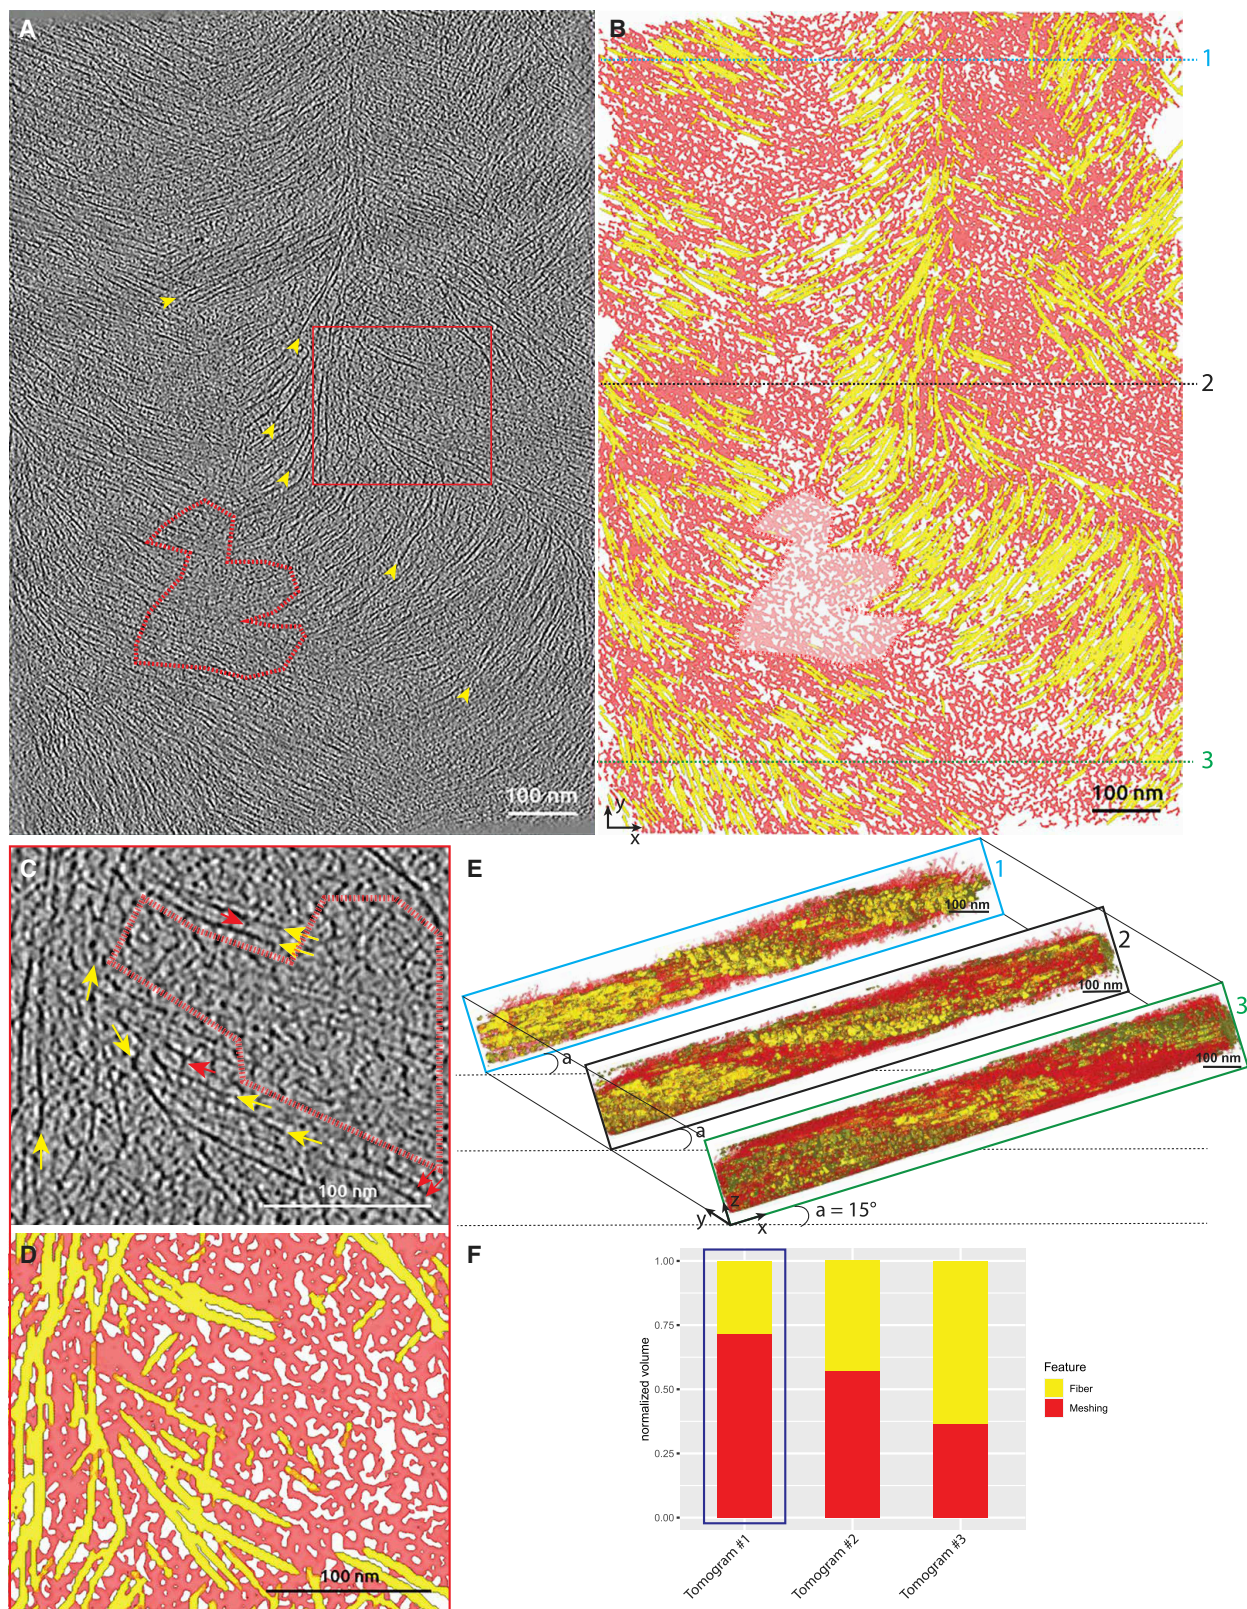 A
B
1
2
3
100 nm
y
x
100 nm
C
100 nm
D
100 nm
E
1
100 nm
2
100 nm
3
100 nm
a
a
a = 15°
z
y
x
F
1.00
0.75
0.50
0.25
0.00
normalized volume
Tomogram #1
Tomogram #2
Tomogram #3
Feature
Fiber
Meshing